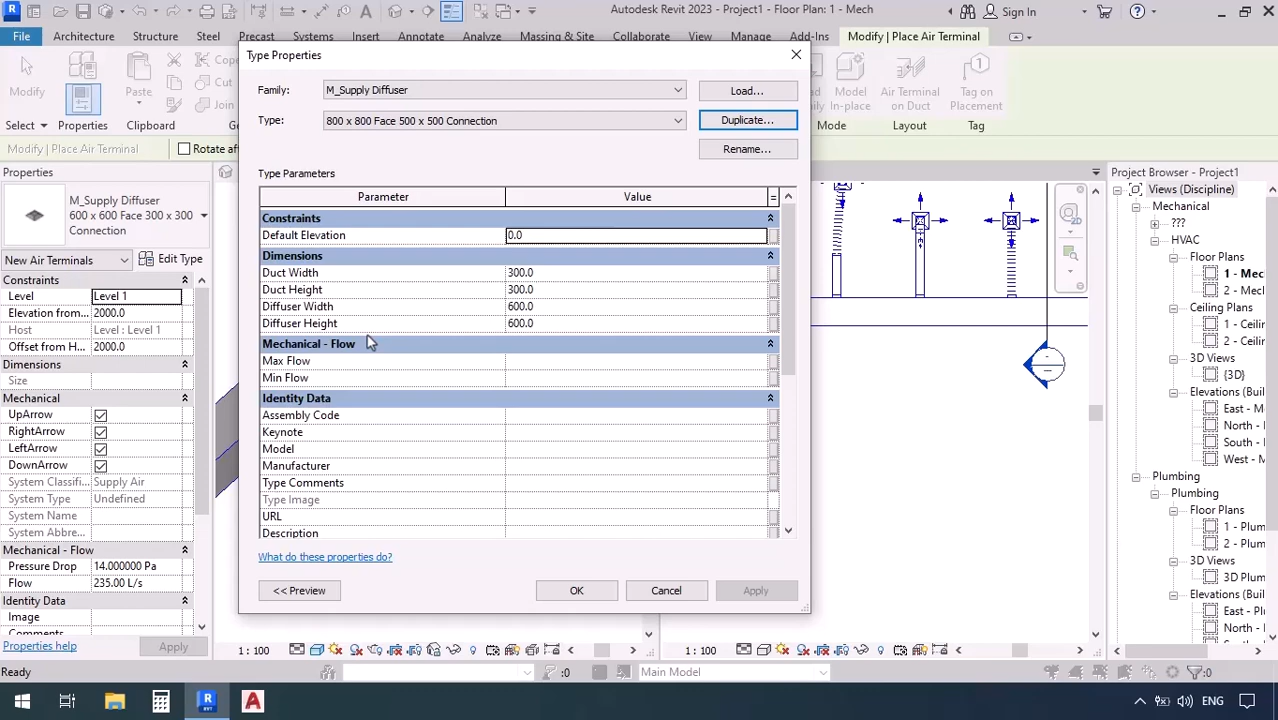 Autodesk Revit 2023 - Project1 - Floor Plan: 1 - Mech
Sign In
File
Architecture
Structure
Steel
Precast
Systems
Insert
Annotate
Analyze
Massing & Site
Collaborate
View
Manage
Add-Ins
Modify | Place Air Terminal
Modify
Paste
Cut
Join
Model In-place
Air Terminal on Duct
Tag on Placement
Select
Properties
Clipboard
Mode
Layout
Tag
Modify | Place Air Terminal
Rotate af
Type Properties
Family:
M_Supply Diffuser
Load...
Type:
800 x 800 Face 500 x 500 Connection
Duplicate...
Rename...
Type Parameters
Parameter
Value
=
Constraints
Default Elevation
0.0
Dimensions
Duct Width
300.0
Duct Height
300.0
Diffuser Width
600.0
Diffuser Height
600.0
Mechanical - Flow
Max Flow
Min Flow
Identity Data
Assembly Code
Keynote
Model
Manufacturer
Type Comments
Type Image
URL
Description
What do these properties do?
<< Preview
OK
Cancel
Apply
Properties
M_Supply Diffuser
600 x 600 Face 300 x 300
Connection
New Air Terminals
Edit Type
Constraints
Level
Level 1
Elevation from...
2000.0
Host
Level : Level 1
Offset from H...
2000.0
Dimensions
Size
Mechanical
UpArrow
RightArrow
LeftArrow
DownArrow
System Classifi...
Supply Air
System Type
Undefined
System Name
System Abbre...
Mechanical - Flow
Pressure Drop
14.000000 Pa
Flow
235.00 L/s
Identity Data
Image
Comments
Properties help
Apply
Project Browser - Project1
Views (Discipline)
Mechanical
???
HVAC
Floor Plans
1 - Mec
2 - Mec
Ceiling Plans
1 - Ceilir
2 - Ceilir
3D Views
{3D}
Elevations (Buil
East - M
North -
South -
West - M
Plumbing
Plumbing
Floor Plans
1 - Plum
2 - Plum
3D Views
3D Plum
Elevations (Buil
East - Pl
North -
1 : 100
1 : 100
Ready
:0
Main Model
:0
ENG